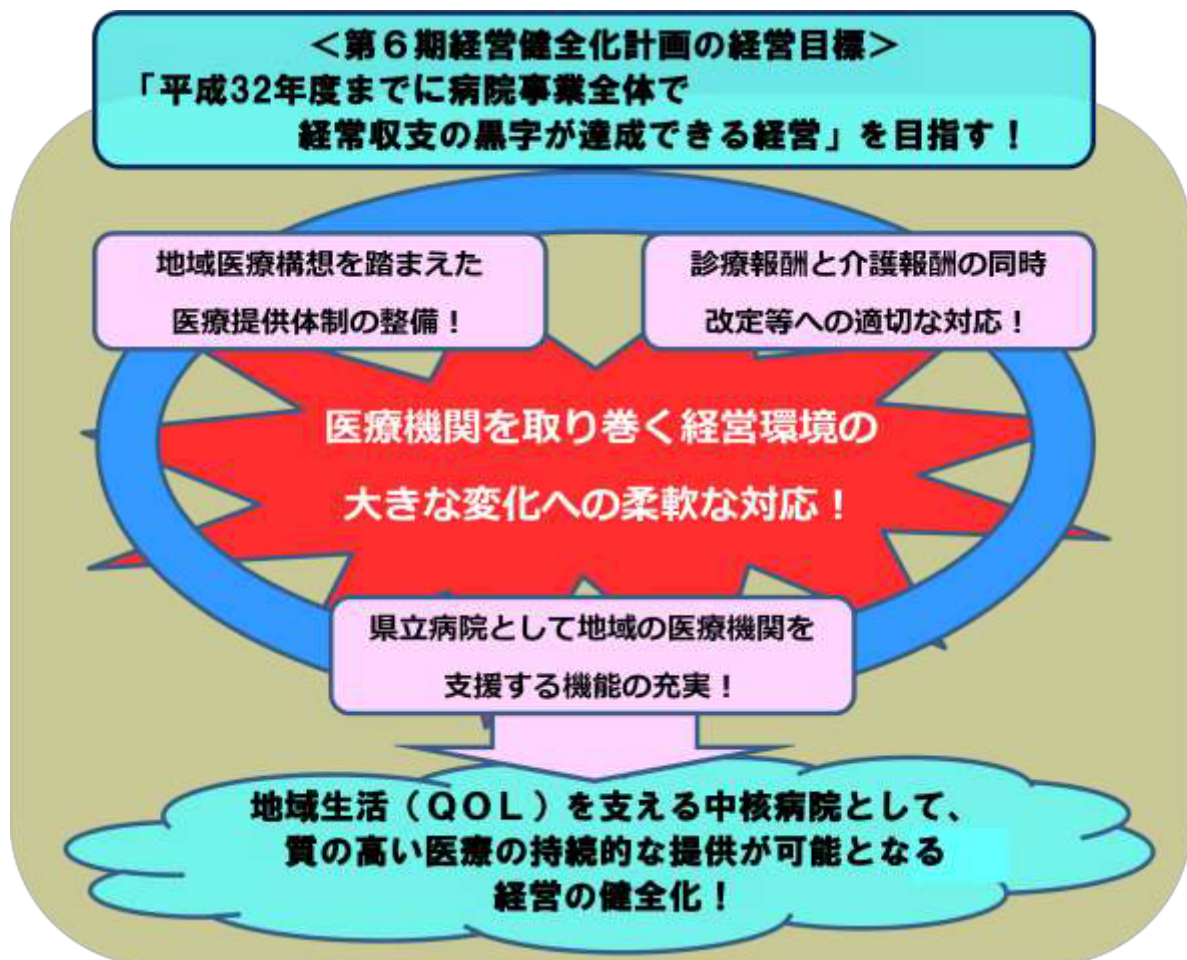 ＜第６期経営健全化計画の経営目標＞
「平成32年度までに病院事業全体で
経常収支の黒字が達成できる経営」を目指す！
地域医療構想を踏まえた
医療提供体制の整備！
診療報酬と介護報酬の同時
改定等への適切な対応！
医療機関を取り巻く経営環境の
大きな変化への柔軟な対応！
県立病院として地域の医療機関を
支援する機能の充実！
地域生活（ＱＯＬ）を支える中核病院として、
質の高い医療の持続的な提供が可能となる
経営の健全化！